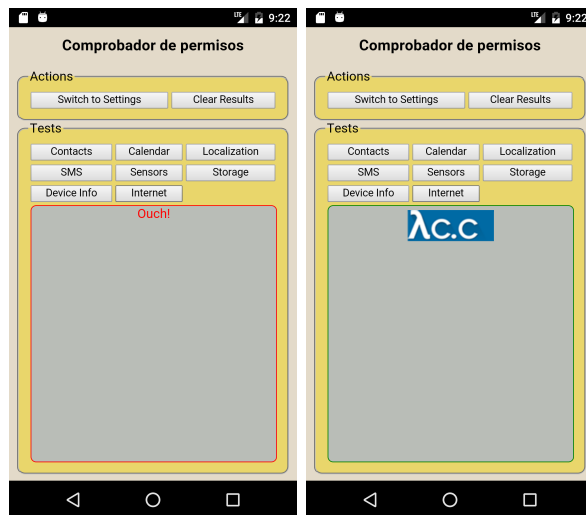 LTE 9:22
Comprobador de permisos
Actions
Switch to Settings Clear Results
Tests
Contacts Calendar Localization
SMS Sensors Storage
Device Info Internet
Ouch!
LTE 9:22
Comprobador de permisos
Actions
Switch to Settings Clear Results
Tests
Contacts Calendar Localization
SMS Sensors Storage
Device Info Internet
λc.c